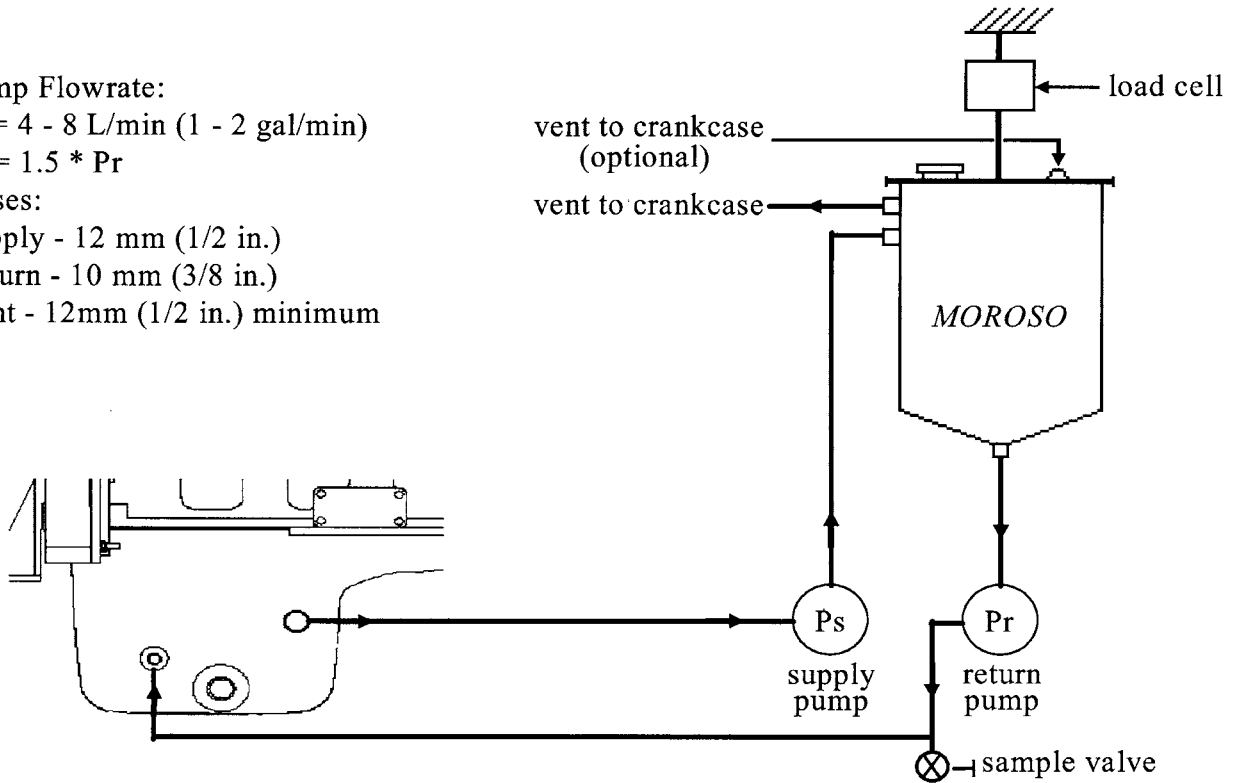 mp Flowrate:
= 4 - 8 L/min (1 - 2 gal/min)
= 1.5 * Pr
ses:
ply - 12 mm (1/2 in.)
urn - 10 mm (3/8 in.)
nt - 12mm (1/2 in.) minimum
load cell
vent to crankcase
(optional)
vent to crankcase
MOROSO
Ps
Pr
supply
pump
return
pump
sample valve